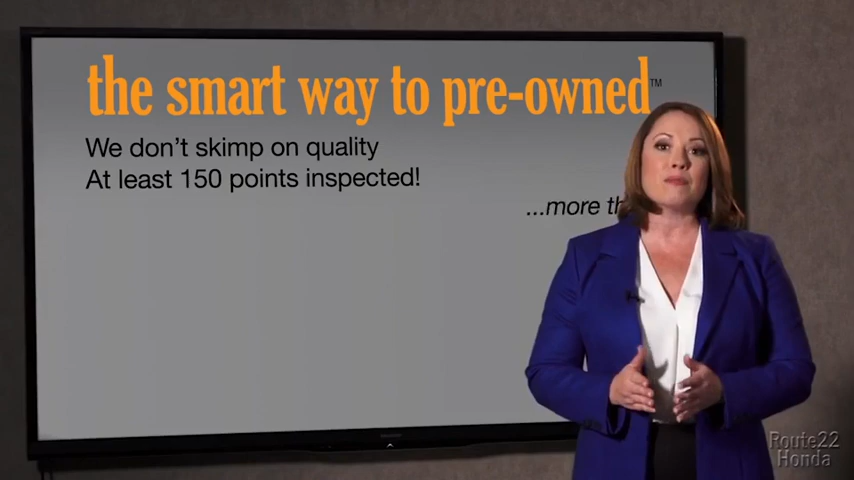 the smart way to pre-owned™
We don't skimp on quality
At least 150 points inspected!
...more
Route22
Honda